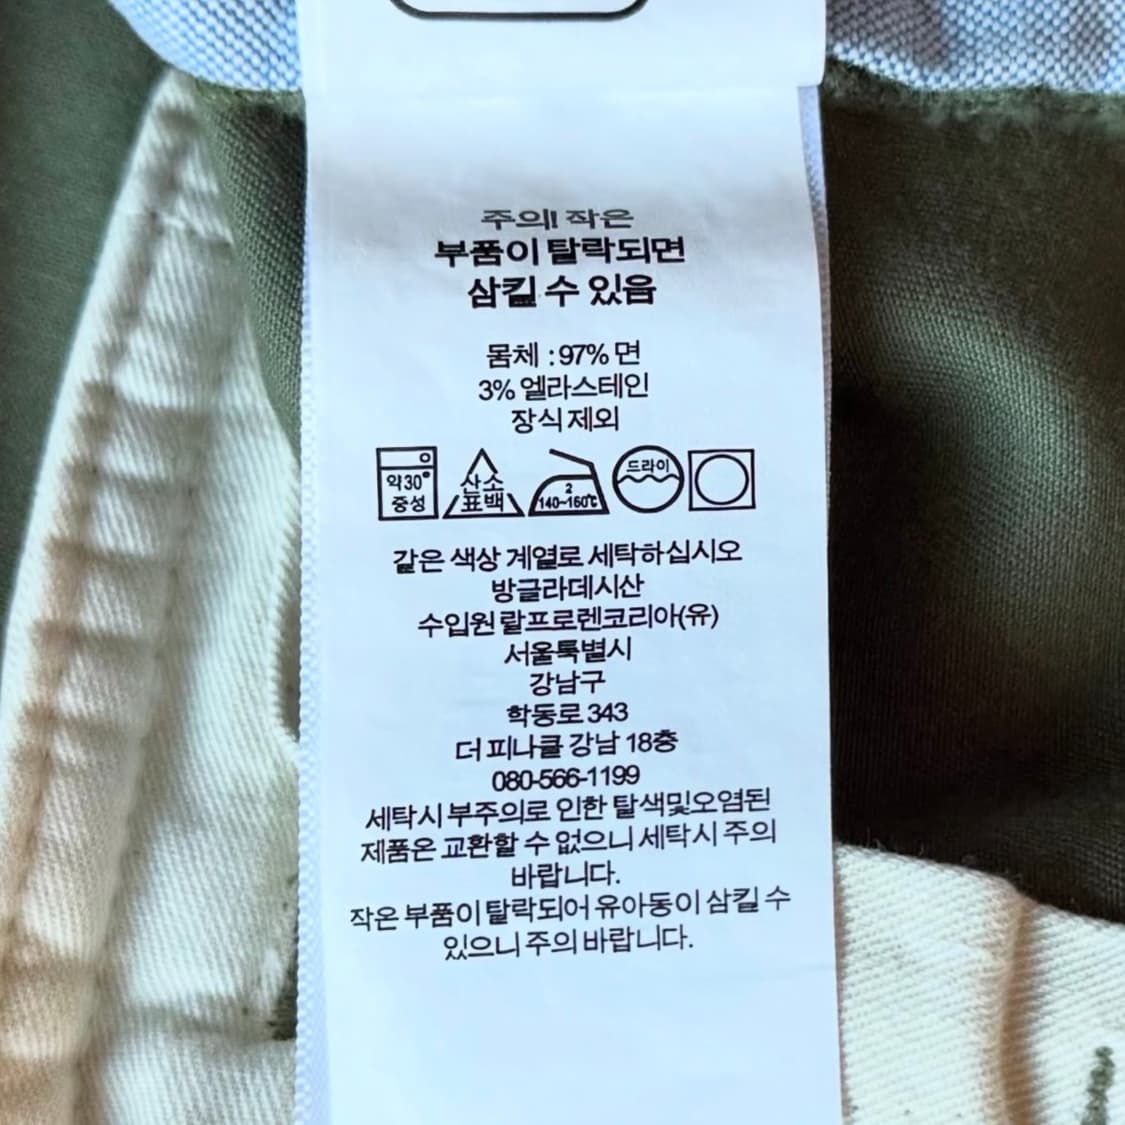 주의! 작은
부품이 탈락되면
삼킬 수 있음
몸체 : 97% 면
3% 엘라스테인
장식 제외
약30°
중성
산소
표백
2
140~160℃
드라이
같은 색상 계열로 세탁하십시오
방글라데시산
수입원 랄프로렌코리아(유)
서울특별시
강남구
학동로 343
더 피나클 강남 18층
080-566-1199
세탁시 부주의로 인한 탈색및오염된
제품은 교환할 수 없으니 세탁시 주의
바랍니다.
작은 부품이 탈락되어 유아동이 삼킬 수
있으니 주의 바랍니다.